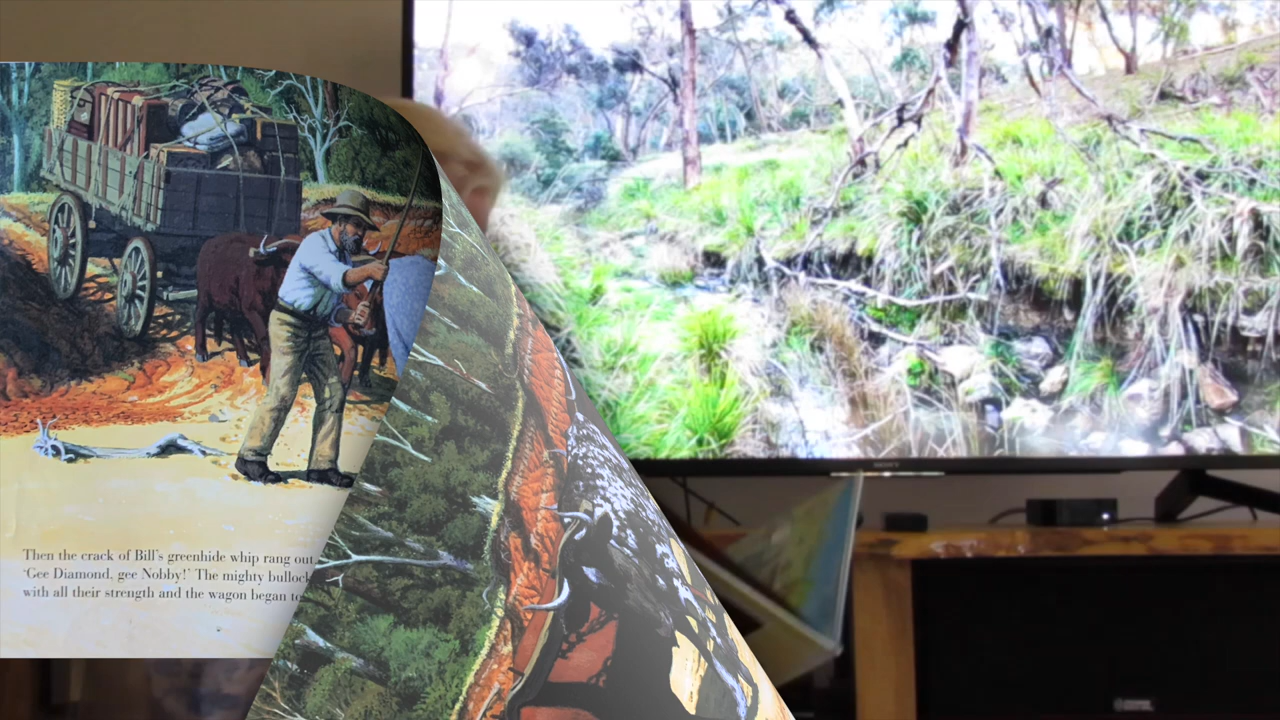 Then the crack of Bill's greenhide whip rang out
'Gee Diamond, gee Nobby!' The mighty bullock
with all their strength and the wagon began to
SONY